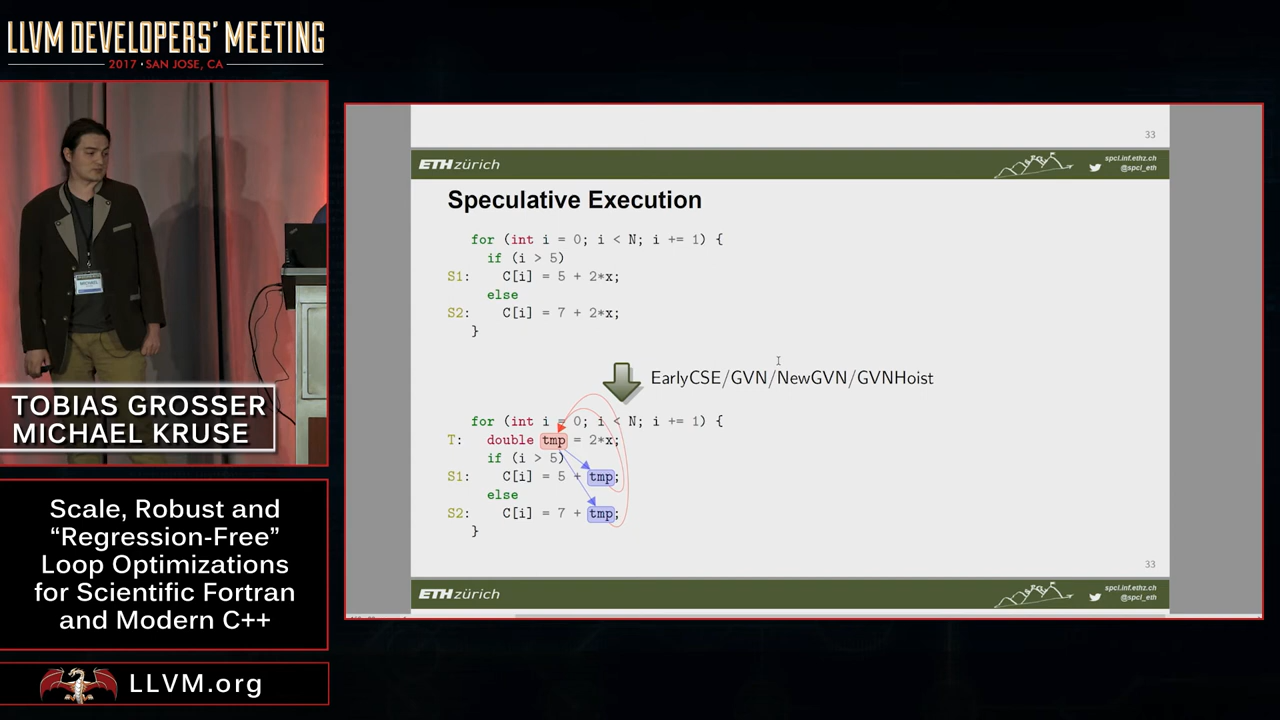 LLVM DEVELOPERS' MEETING
2017 · SAN JOSE, CA
MICHAEL
TOBIAS GROSSER
MICHAEL KRUSE
Scale, Robust and
“Regression-Free”
Loop Optimizations
for Scientific Fortran
and Modern C++
LLVM.org
33
ETH zürich
spcl.inf.ethz.ch
@spcl_eth
Speculative Execution
for (int i = 0; i < N; i += 1) {
if (i > 5)
S1: C[i] = 5 + 2*x;
else
S2: C[i] = 7 + 2*x;
}
EarlyCSE/GVN/NewGVN/GVNHoist
for (int i = 0; i < N; i += 1) {
T: double tmp = 2*x;
if (i > 5)
S1: C[i] = 5 + tmp;
else
S2: C[i] = 7 + tmp;
}
33
ETH zürich
spcl.inf.ethz.ch
@spcl_eth